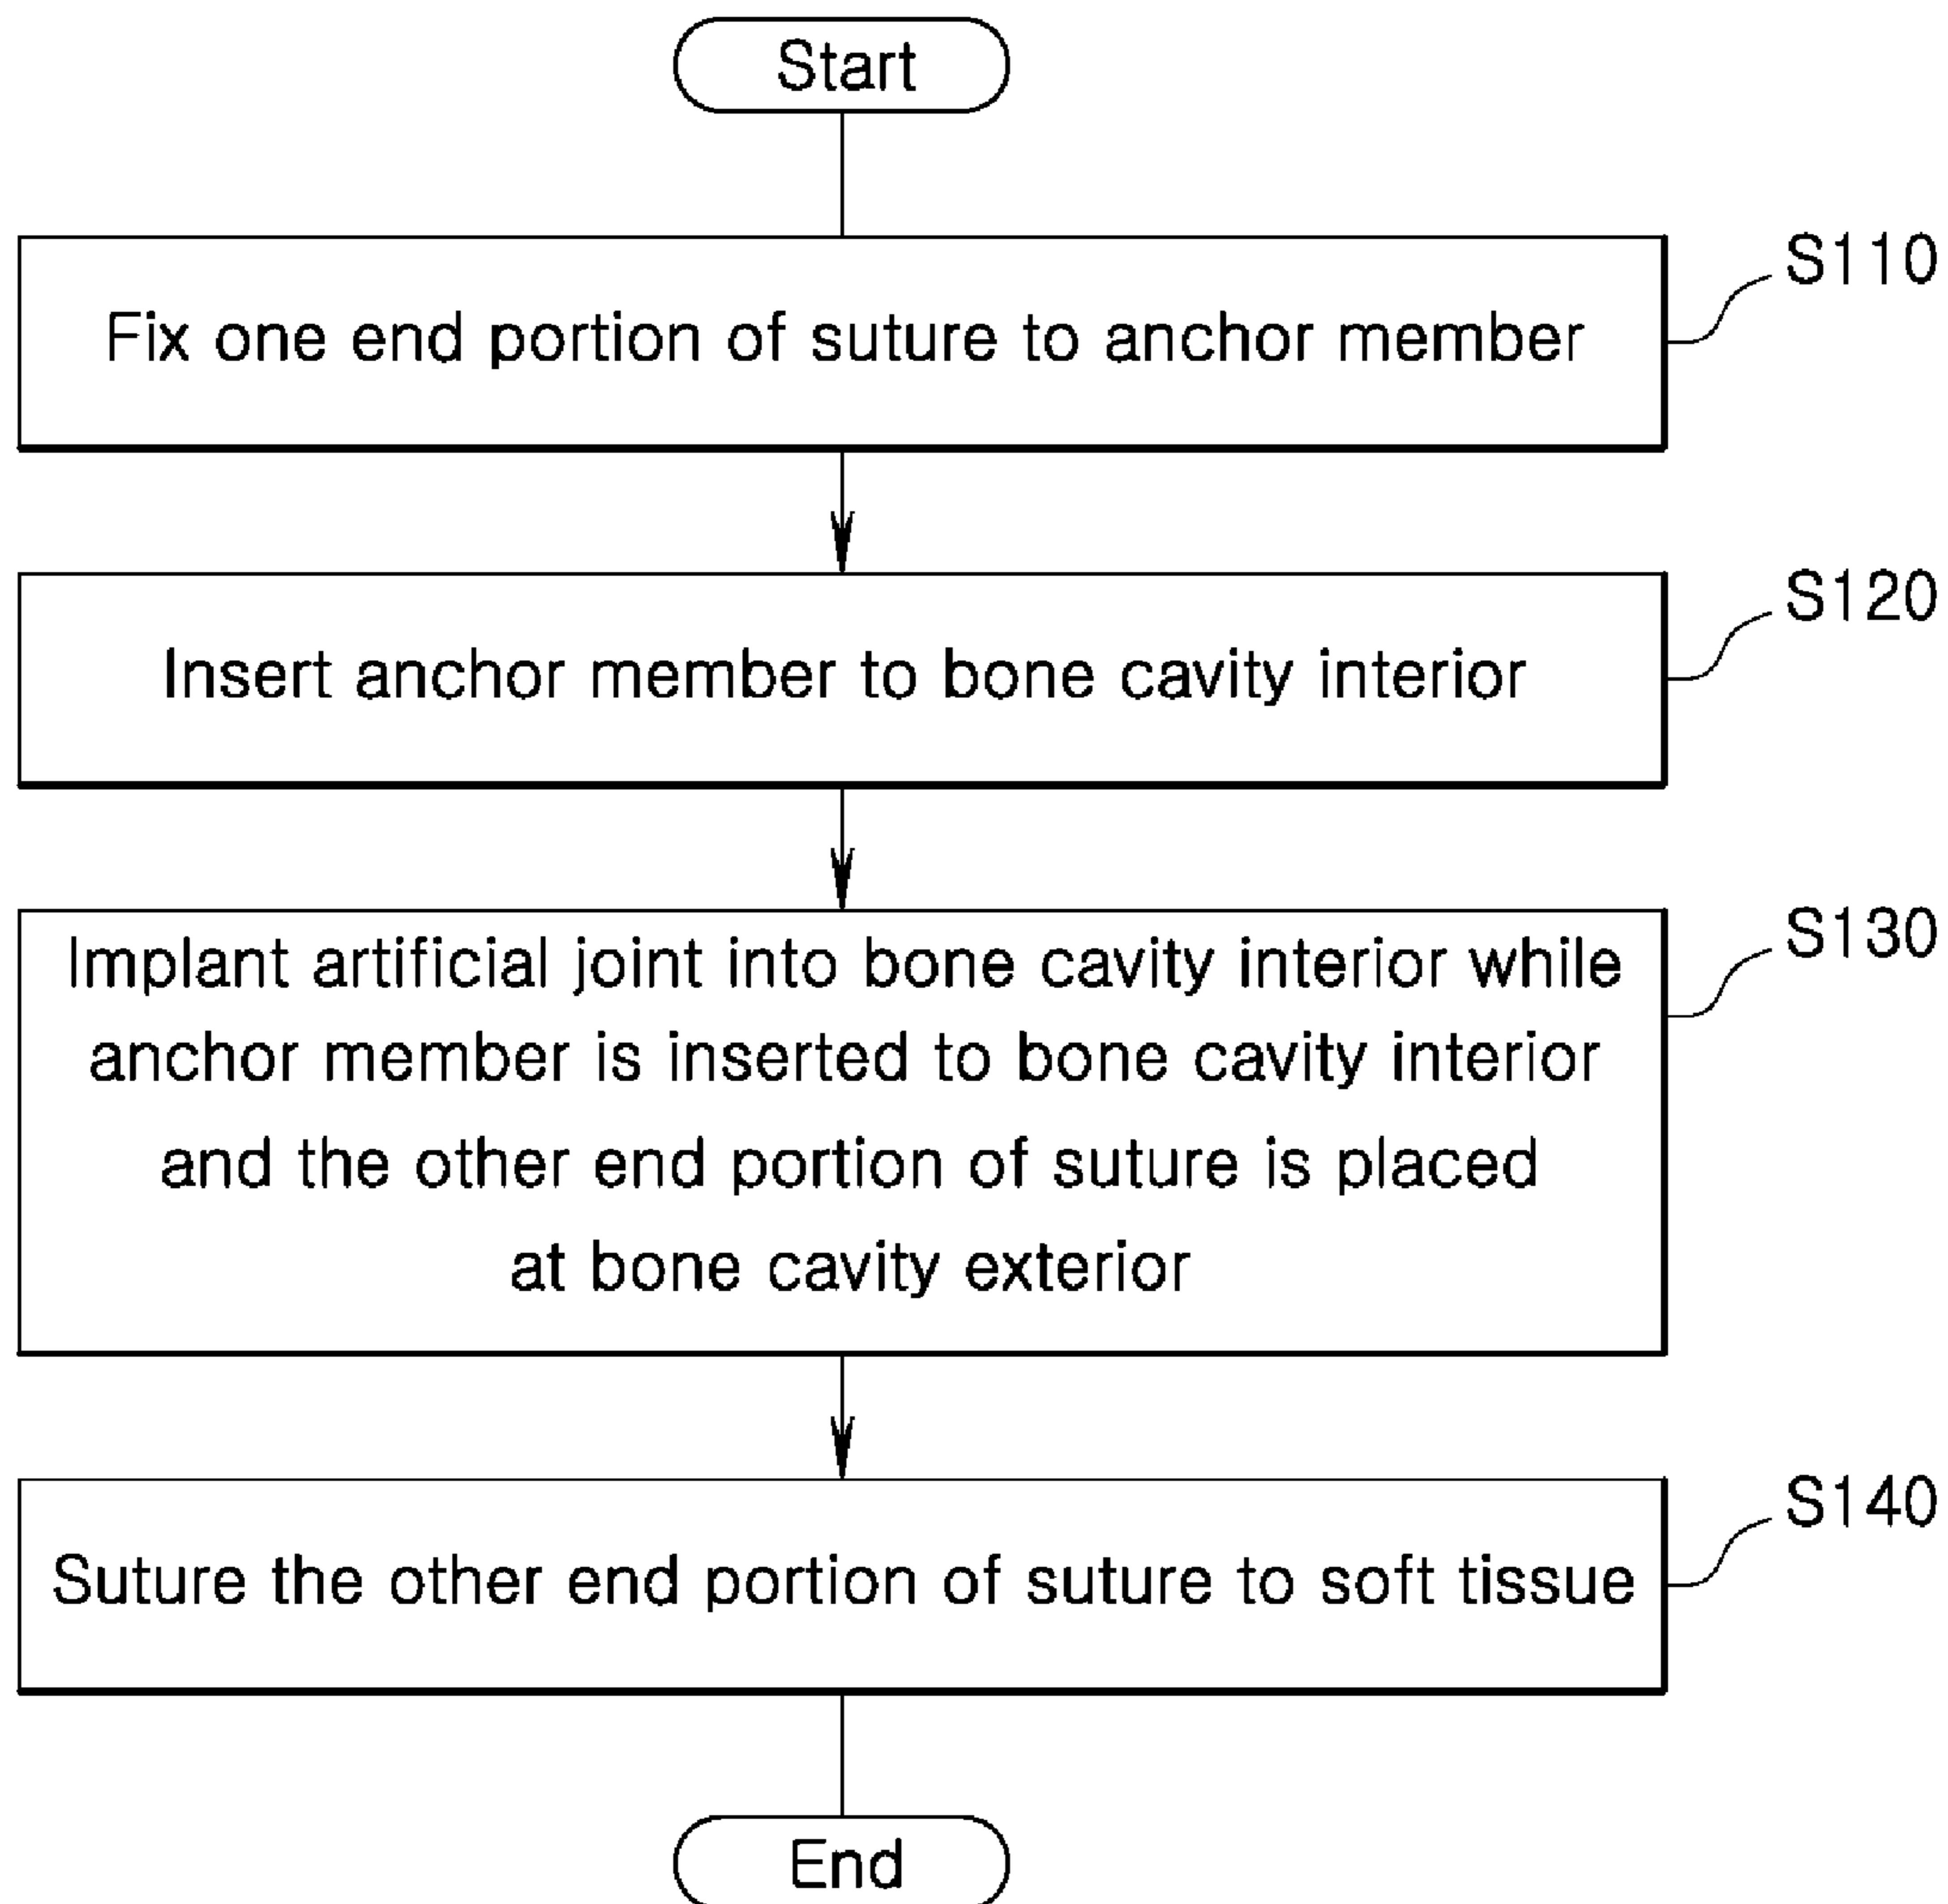 Start
S110
Fix one end portion of suture to anchor member
S120
Insert anchor member to bone cavity interior
S130
Implant artificial joint into bone cavity interior while
anchor member is inserted to bone cavity interior
and the other end portion of suture is placed
at bone cavity exterior
S140
Suture the other end portion of suture to soft tissue
End